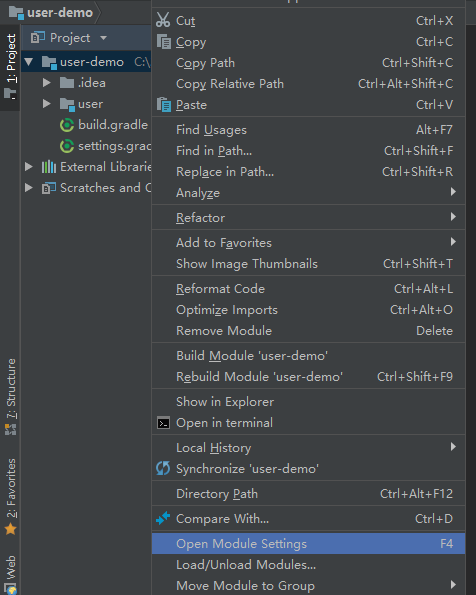 user-demo
1: Project
Project
user-demo C:\
.idea
user
build.gradle
settings.grad
External Librarie
Scratches and C
7: Structure
2: Favorites
Web
Cut Ctrl+X
Copy Ctrl+C
Copy Path Ctrl+Shift+C
Copy Relative Path Ctrl+Alt+Shift+C
Paste Ctrl+V
Find Usages Alt+F7
Find in Path... Ctrl+Shift+F
Replace in Path... Ctrl+Shift+R
Analyze
Refactor
Add to Favorites
Show Image Thumbnails Ctrl+Shift+T
Reformat Code Ctrl+Alt+L
Optimize Imports Ctrl+Alt+O
Remove Module Delete
Build Module 'user-demo'
Rebuild Module 'user-demo' Ctrl+Shift+F9
Show in Explorer
Open in terminal
Local History
Synchronize 'user-demo'
Directory Path Ctrl+Alt+F12
Compare With... Ctrl+D
Open Module Settings F4
Load/Unload Modules...
Move Module to Group